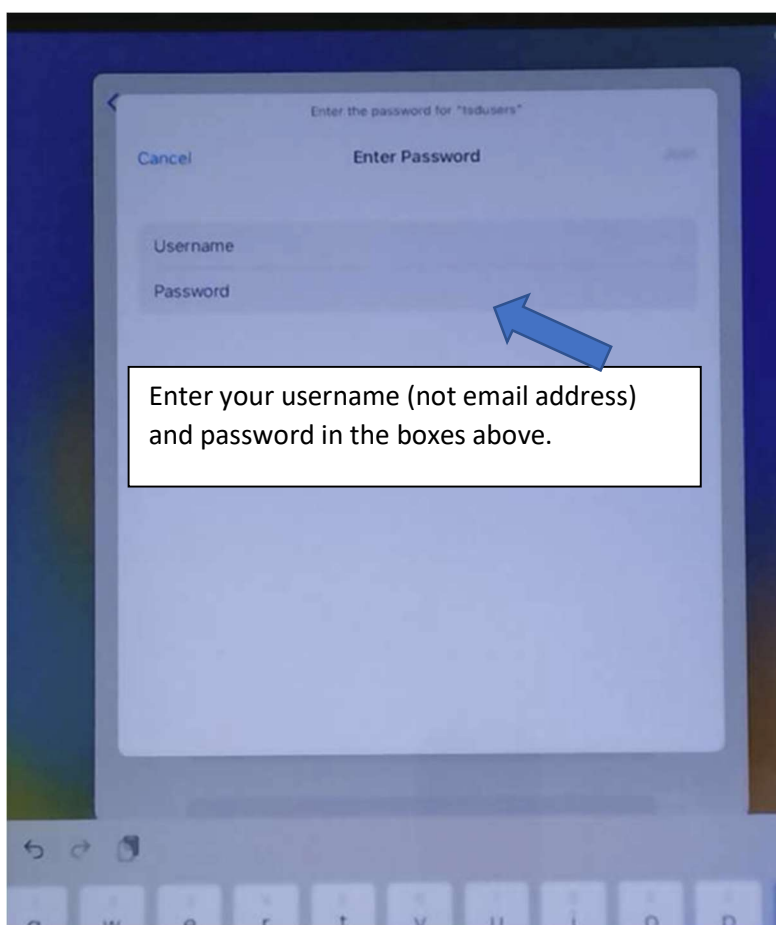 Enter the password for "tsdusers"
Cancel
Enter Password
Join
Username
Password
Enter your username (not email address)
and password in the boxes above.
q w e r t y u i o p